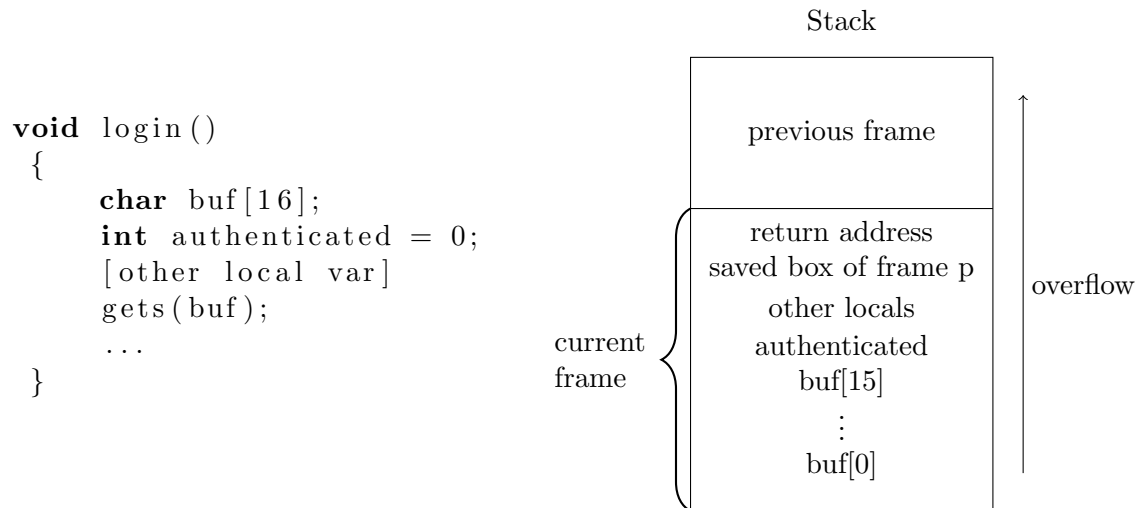 void login()
{
char buf[16];
int authenticated = 0;
[other local var]
gets(buf);
...
}
Stack
previous frame
return address
saved box of frame p
other locals
authenticated
buf[15]
⋮
buf[0]
current
frame
overflow